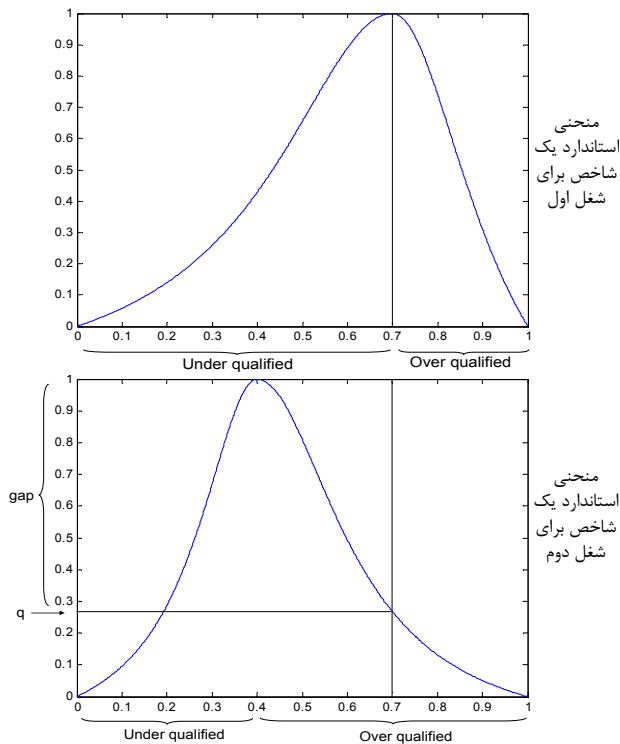 1
0.9
0.8
0.7
0.6
0.5
0.4
0.3
0.2
0.1
0
0 0.1 0.2 0.3 0.4 0.5 0.6 0.7 0.8 0.9 1
Under qualified Over qualified
منحنی
استاندارد یک
شاخص برای
شغل اول
1
0.9
0.8
0.7
0.6
0.5
0.4
0.3
0.2
0.1
0
gap
q
0 0.1 0.2 0.3 0.4 0.5 0.6 0.7 0.8 0.9 1
Under qualified Over qualified
منحنی
استاندارد یک
شاخص برای
شغل دوم